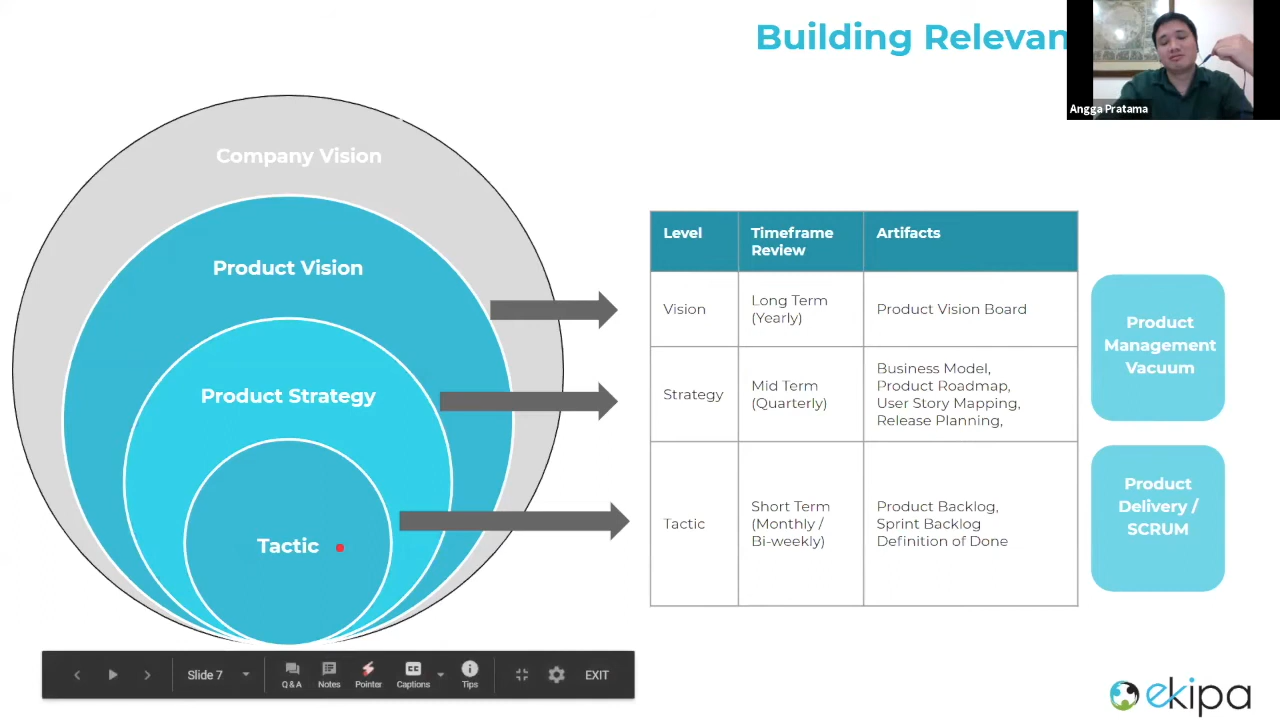 Building Relevan
Angga Pratama
Company Vision
Product Vision
Product Strategy
Tactic
Level
Timeframe
Review
Artifacts
Vision
Long Term
(Yearly)
Product Vision Board
Strategy
Mid Term
(Quarterly)
Business Model,
Product Roadmap,
User Story Mapping,
Release Planning,
Tactic
Short Term
(Monthly /
Bi-weekly)
Product Backlog,
Sprint Backlog
Definition of Done
Product
Management
Vacuum
Product
Delivery /
SCRUM
Slide 7
Q & A
Notes
Pointer
CC
Captions
Tips
EXIT
ekipa